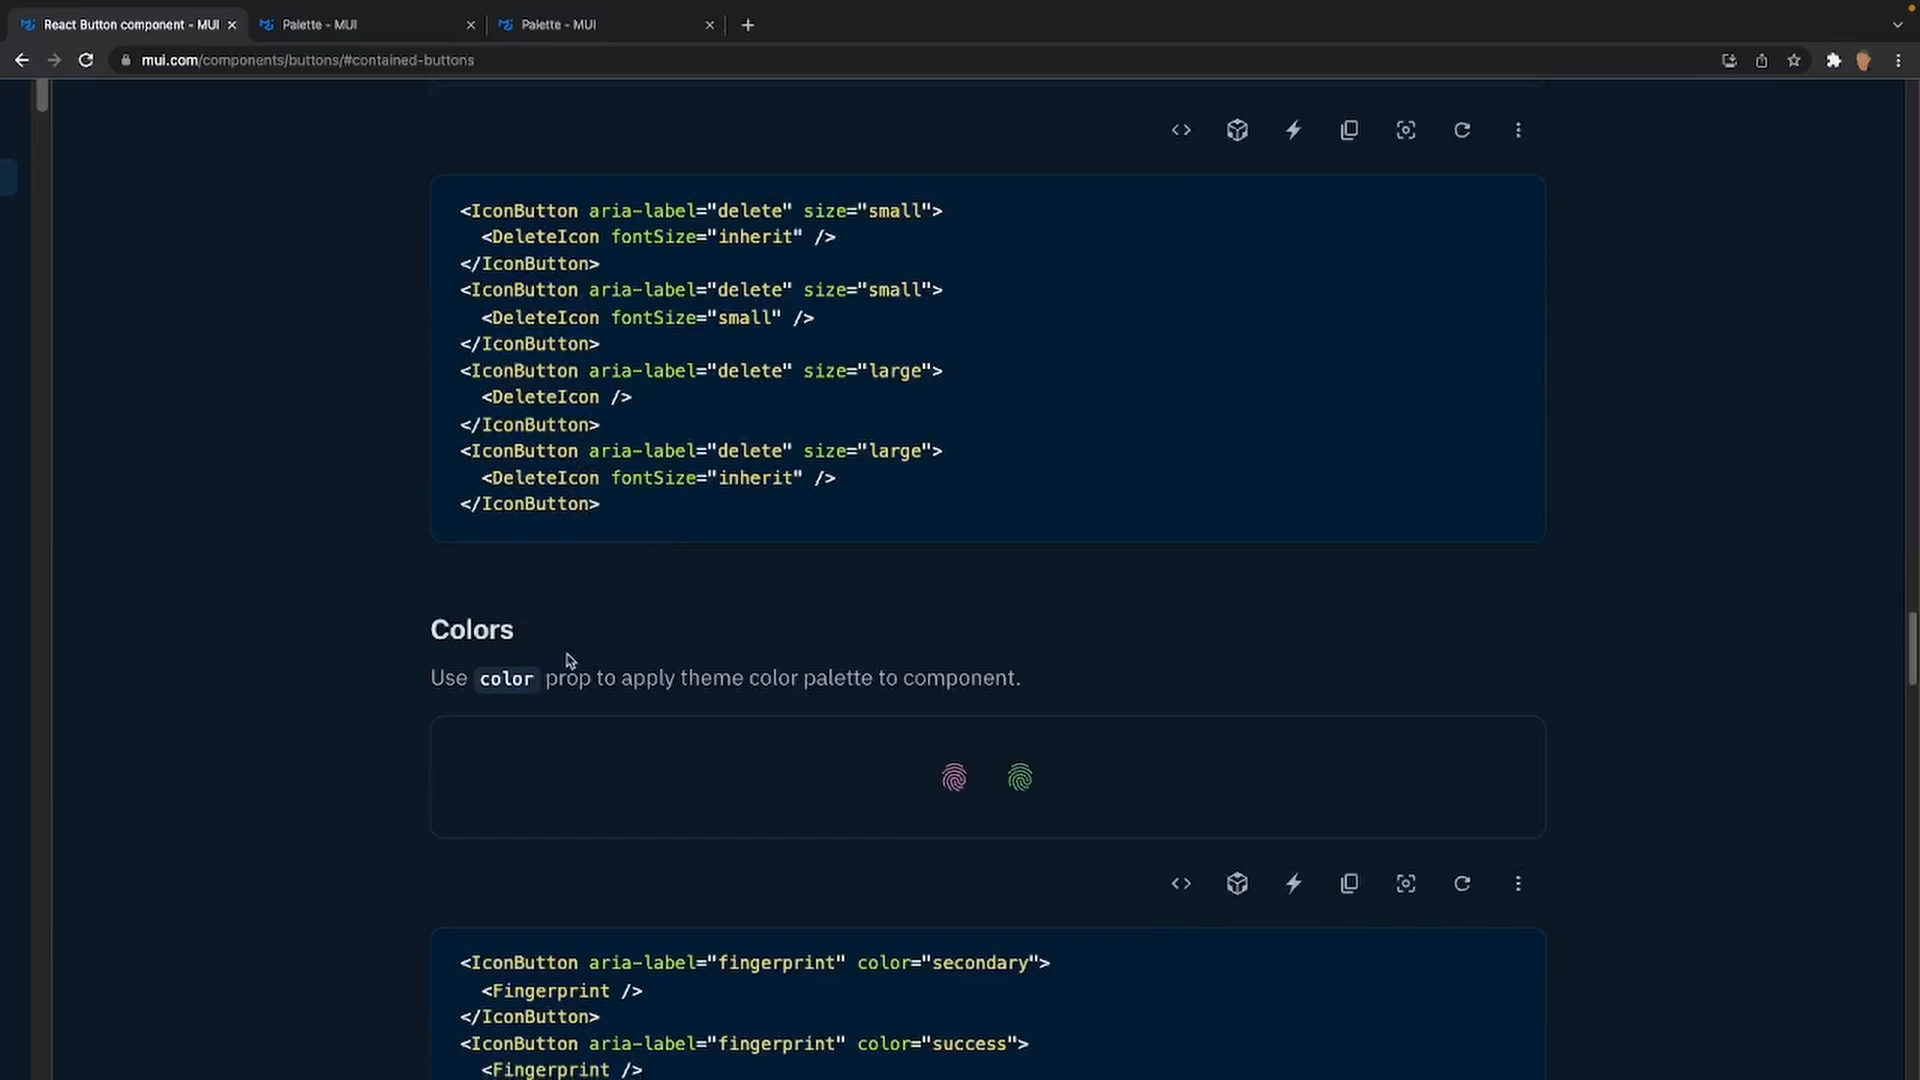 React Button component - MUI
Palette - MUI
Palette - MUI
mui.com/components/buttons/#contained-buttons
<IconButton aria-label="delete" size="small">
  <DeleteIcon fontSize="inherit" />
</IconButton>
<IconButton aria-label="delete" size="small">
  <DeleteIcon fontSize="small" />
</IconButton>
<IconButton aria-label="delete" size="large">
  <DeleteIcon />
</IconButton>
<IconButton aria-label="delete" size="large">
  <DeleteIcon fontSize="inherit" />
</IconButton>
Colors
Use color prop to apply theme color palette to component.
<IconButton aria-label="fingerprint" color="secondary">
  <Fingerprint />
</IconButton>
<IconButton aria-label="fingerprint" color="success">
  <Fingerprint />